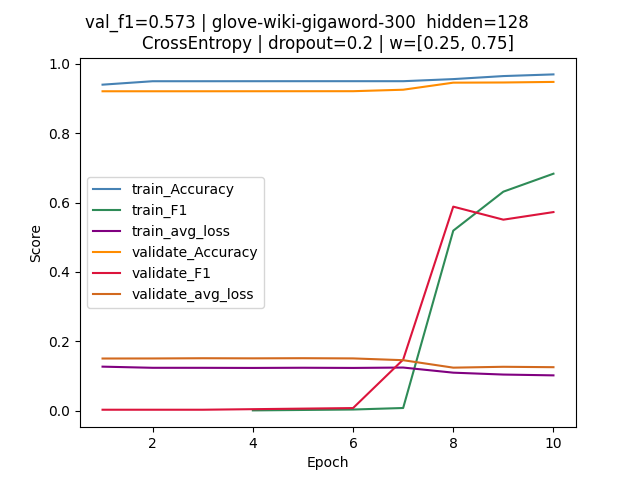 val_f1=0.573 | glove-wiki-gigaword-300  hidden=128
CrossEntropy | dropout=0.2 | w=[0.25, 0.75]
Score
1.0
0.8
0.6
0.4
0.2
0.0
train_Accuracy
train_F1
train_avg_loss
validate_Accuracy
validate_F1
validate_avg_loss
2 4 6 8 10
Epoch